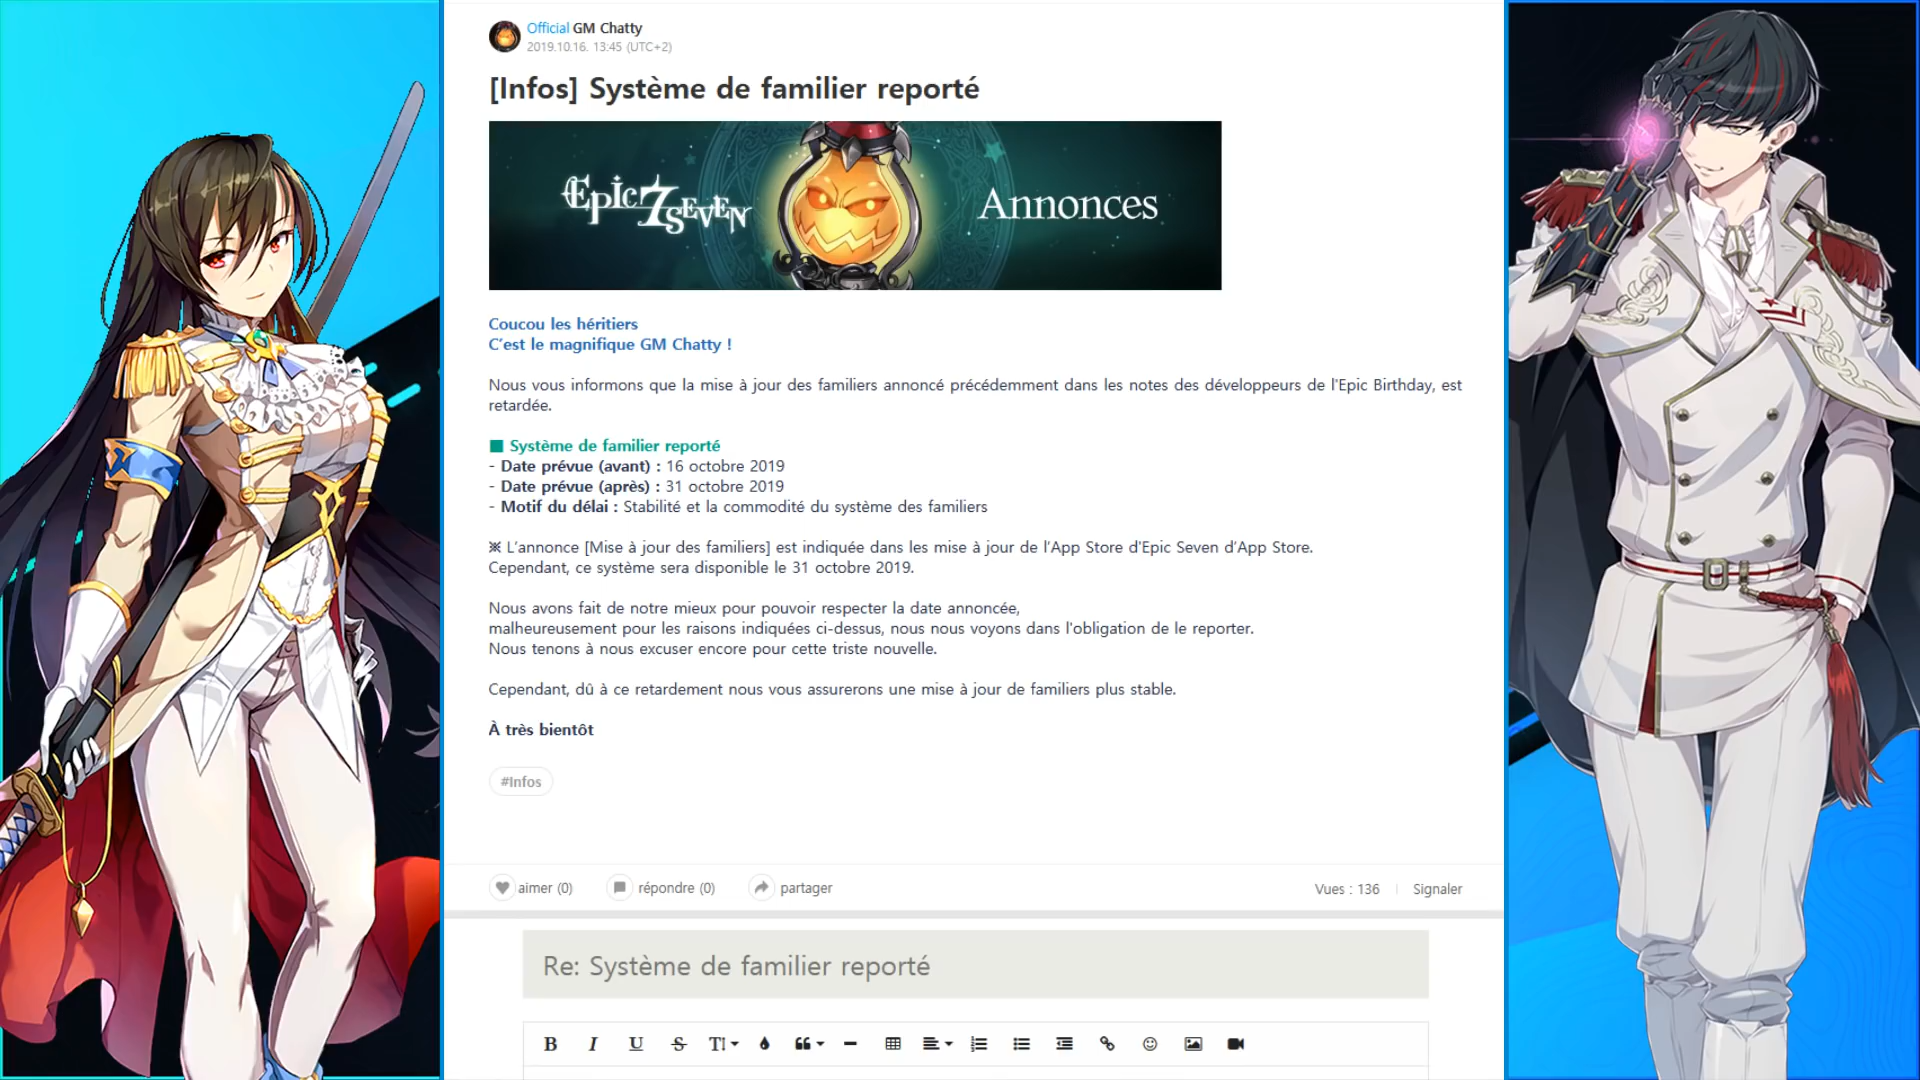 Official GM Chatty
2019.10.16. 13:45 (UTC+2)
[Infos] Système de familier reporté
Epic 7 Seven Annonces
Coucou les héritiers
C'est le magnifique GM Chatty !
Nous vous informons que la mise à jour des familiers annoncé précédemment dans les notes des développeurs de l'Epic Birthday, est
retardée.
■ Système de familier reporté
- Date prévue (avant) : 16 octobre 2019
- Date prévue (après) : 31 octobre 2019
- Motif du délai : Stabilité et la commodité du système des familiers
※ L'annonce [Mise à jour des familiers] est indiquée dans les mise à jour de l'App Store d'Epic Seven d'App Store.
Cependant, ce système sera disponible le 31 octobre 2019.
Nous avons fait de notre mieux pour pouvoir respecter la date annoncée,
malheureusement pour les raisons indiquées ci-dessus, nous nous voyons dans l'obligation de le reporter.
Nous tenons à nous excuser encore pour cette triste nouvelle.
Cependant, dû à ce retardement nous vous assurerons une mise à jour de familiers plus stable.
À très bientôt
#Infos
aimer (0) répondre (0) partager Vues : 136 Signaler
Re: Système de familier reporté
B I U S T